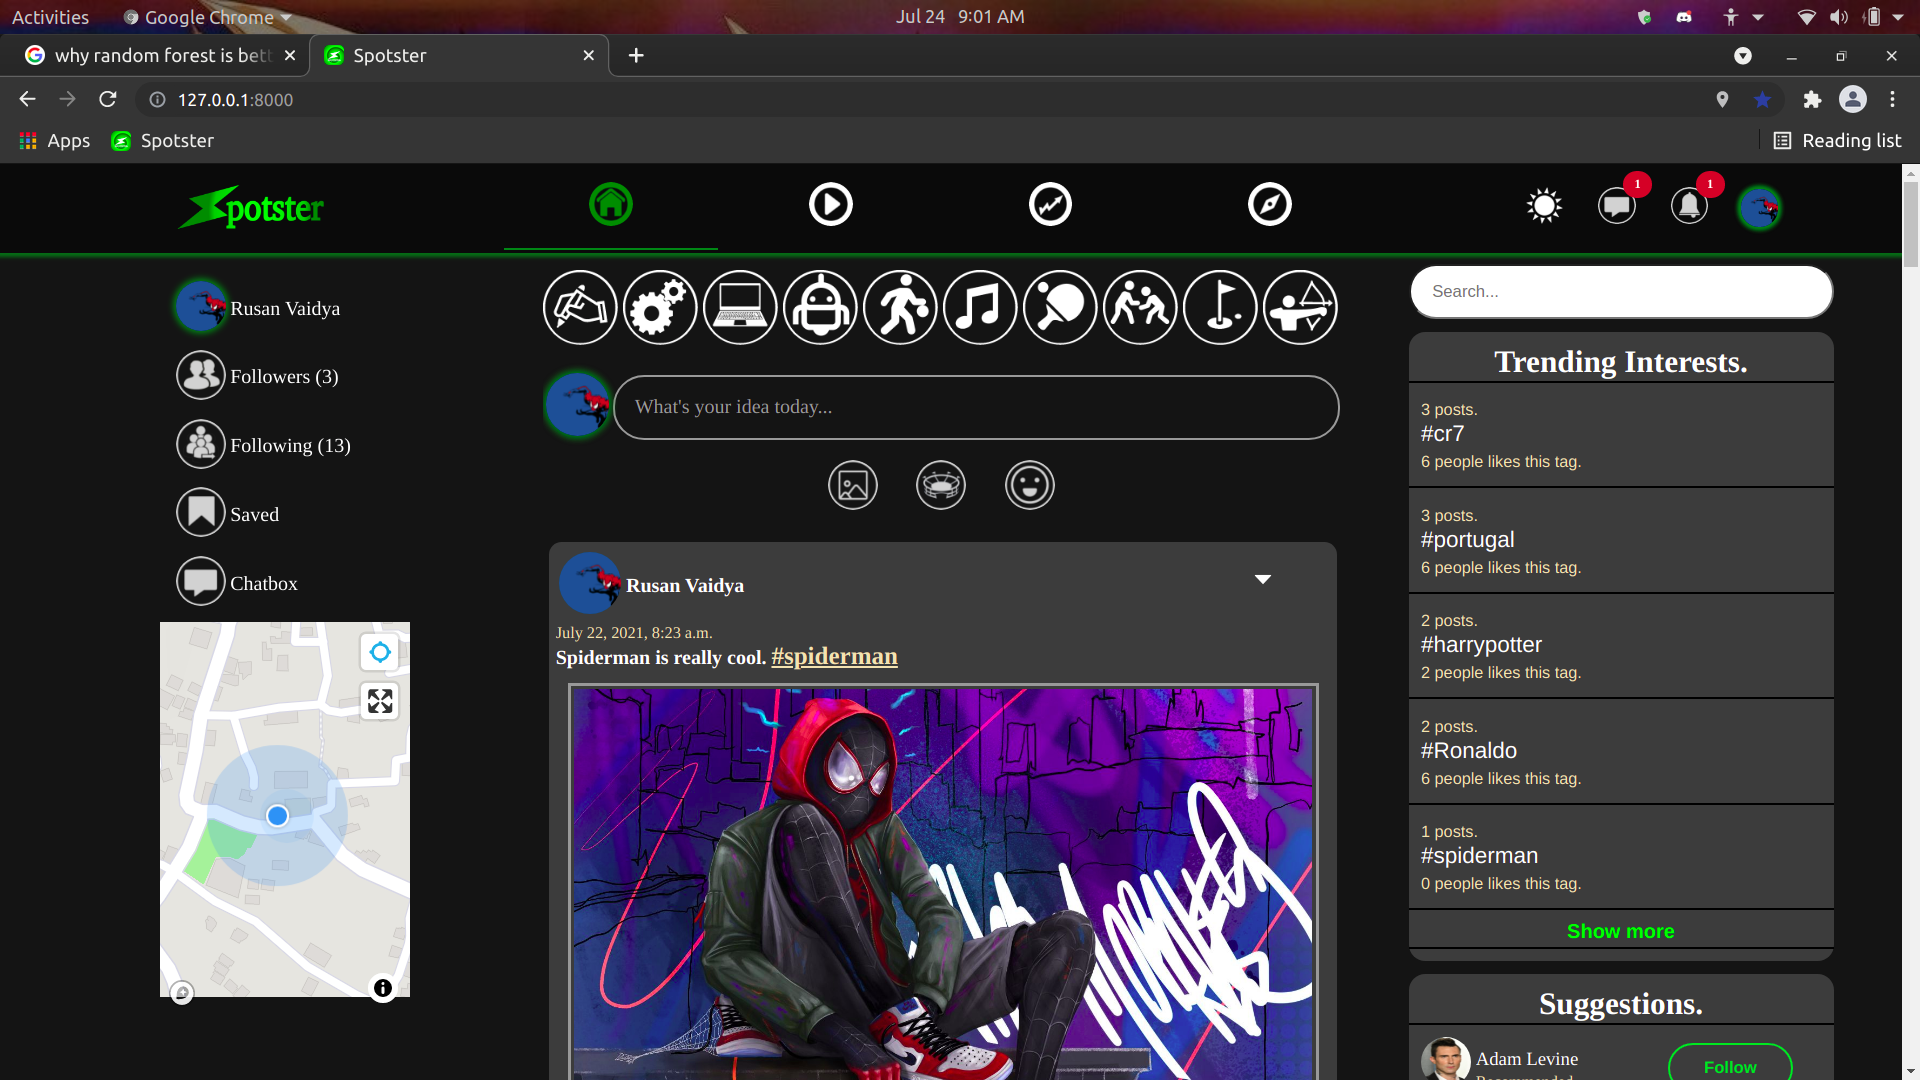 Activities
Google Chrome
Jul 24 9:01 AM
why random forest is bett
Spotster
127.0.0.1:8000
Apps
Spotster
Reading list
Spotster
1
1
Rusan Vaidya
Followers (3)
Following (13)
Saved
Chatbox
What's your idea today...
Rusan Vaidya
July 22, 2021, 8:23 a.m.
Spiderman is really cool. #spiderman
Search...
Trending Interests.
3 posts.
#cr7
6 people likes this tag.
3 posts.
#portugal
6 people likes this tag.
2 posts.
#harrypotter
2 people likes this tag.
2 posts.
#Ronaldo
6 people likes this tag.
1 posts.
#spiderman
0 people likes this tag.
Show more
Suggestions.
Adam Levine
Follow